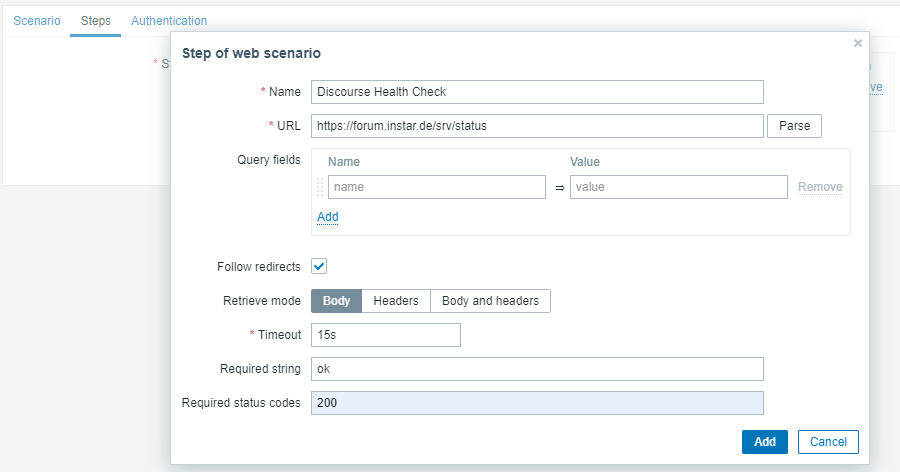 Scenario Steps Authentication
Step of web scenario
* S
* Name Discourse Health Check
ve
* URL https://forum.instar.de/srv/status Parse
Query fields Name Value
name ⇒ value Remove
Add
Follow redirects
Retrieve mode Body Headers Body and headers
* Timeout 15s
Required string ok
Required status codes 200
Add Cancel